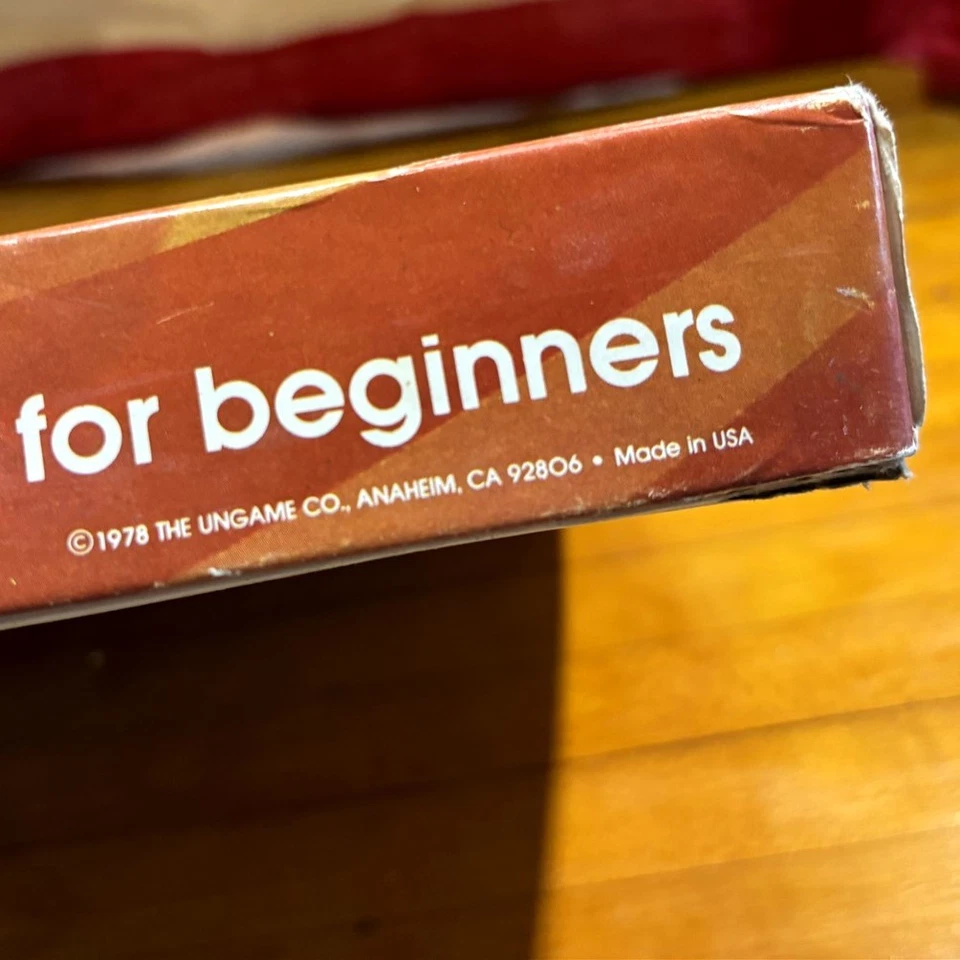 for beginners
©1978 THE UNGAME CO., ANAHEIM, CA 92806 • Made in USA